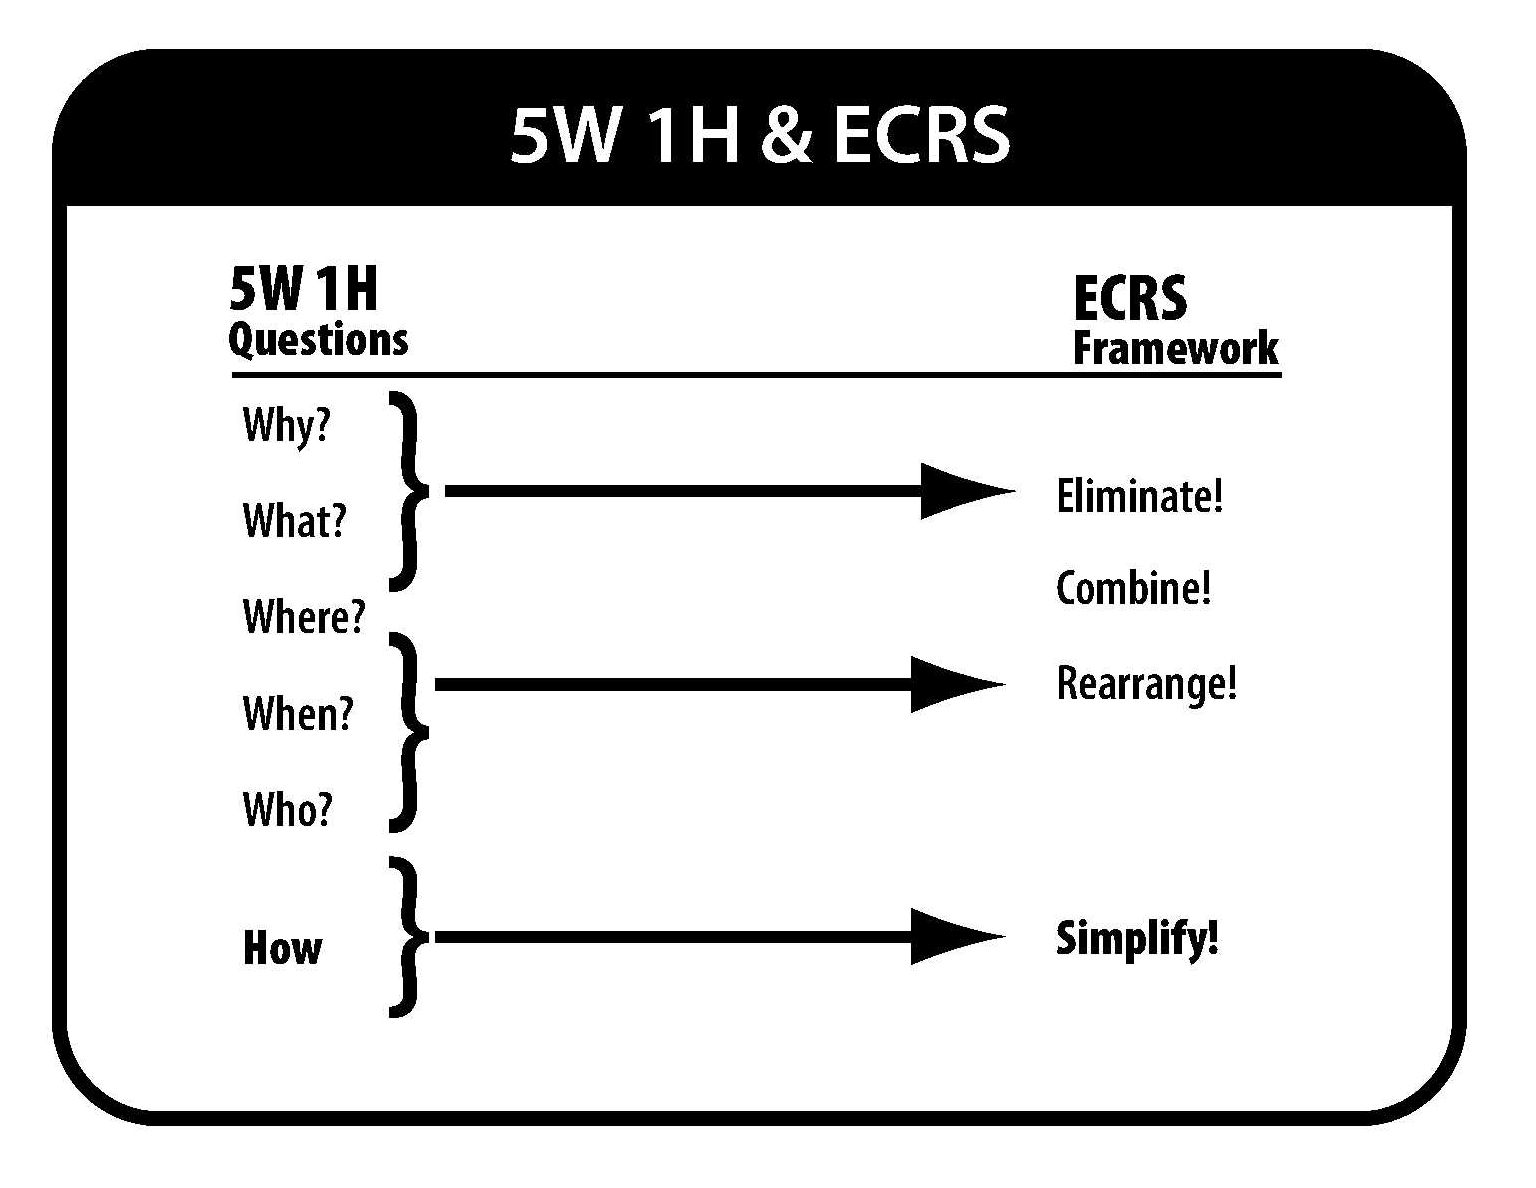 5W 1H & ECRS
5W 1H
Questions
ECRS
Framework
Why?
What?
Where?
When?
Who?
How
Eliminate!
Combine!
Rearrange!
Simplify!